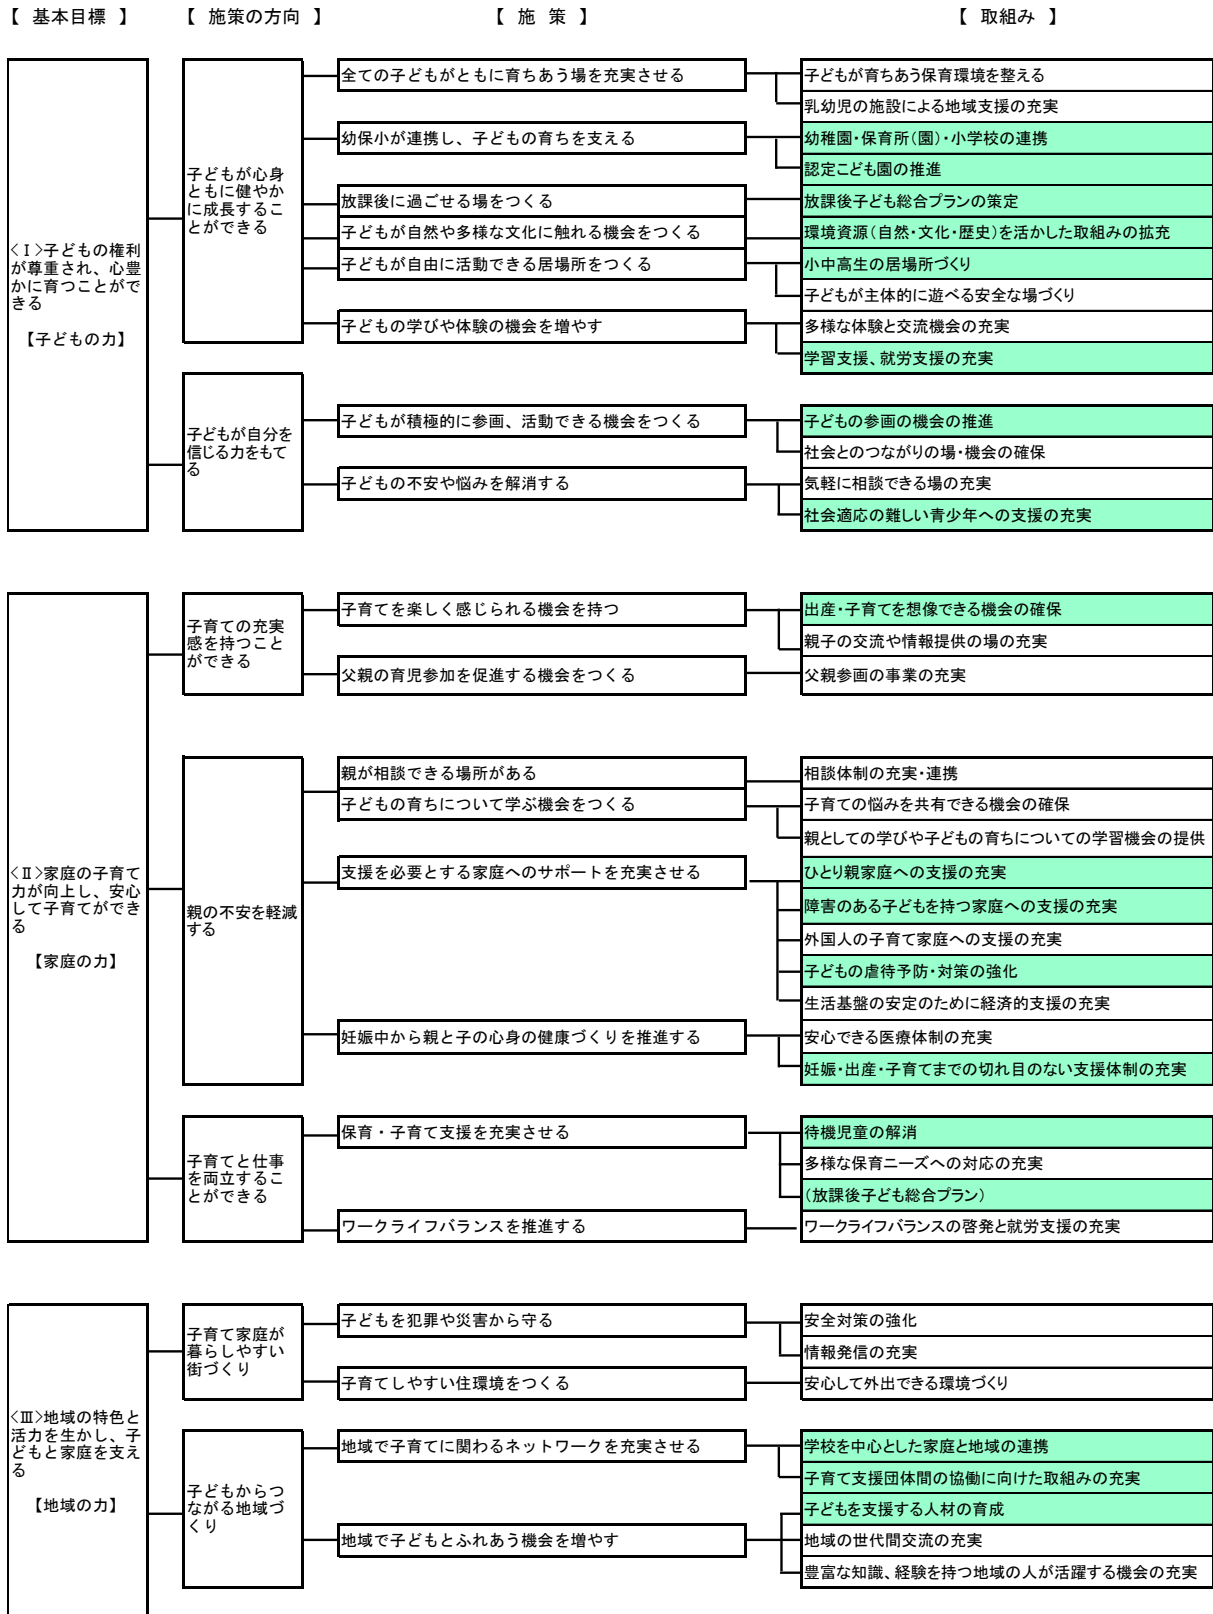 【 基本目標 】 【 施策の方向 】 【 施 策 】 【 取組み 】
<Ⅰ>子どもの権利
が尊重され、心豊
かに育つことがで
きる
【子どもの力】
子どもが心身
ともに健やか
に成長するこ
とができる
全ての子どもがともに育ちあう場を充実させる
子どもが育ちあう保育環境を整える
乳幼児の施設による地域支援の充実
幼保小が連携し、子どもの育ちを支える
幼稚園・保育所(園)・小学校の連携
認定こども園の推進
放課後に過ごせる場をつくる
放課後子ども総合プランの策定
子どもが自然や多様な文化に触れる機会をつくる
環境資源(自然・文化・歴史)を活かした取組みの拡充
子どもが自由に活動できる居場所をつくる
小中高生の居場所づくり
子どもが主体的に遊べる安全な場づくり
子どもの学びや体験の機会を増やす
多様な体験と交流機会の充実
学習支援、就労支援の充実
子どもが自分を
信じる力をもて
る
子どもが積極的に参画、活動できる機会をつくる
子どもの参画の機会の推進
社会とのつながりの場・機会の確保
子どもの不安や悩みを解消する
気軽に相談できる場の充実
社会適応の難しい青少年への支援の充実
<Ⅱ>家庭の子育て
力が向上し、安心
して子育てができ
る
【家庭の力】
子育ての充実
感を持つこと
ができる
子育てを楽しく感じられる機会を持つ
出産・子育てを想像できる機会の確保
親子の交流や情報提供の場の充実
父親の育児参加を促進する機会をつくる
父親参画の事業の充実
親の不安を軽減
する
親が相談できる場所がある
相談体制の充実・連携
子どもの育ちについて学ぶ機会をつくる
子育ての悩みを共有できる機会の確保
親としての学びや子どもの育ちについての学習機会の提供
支援を必要とする家庭へのサポートを充実させる
ひとり親家庭への支援の充実
障害のある子どもを持つ家庭への支援の充実
外国人の子育て家庭への支援の充実
子どもの虐待予防・対策の強化
生活基盤の安定のために経済的支援の充実
妊娠中から親と子の心身の健康づくりを推進する
安心できる医療体制の充実
妊娠・出産・子育てまでの切れ目のない支援体制の充実
子育てと仕事
を両立するこ
とができる
保育・子育て支援を充実させる
待機児童の解消
多様な保育ニーズへの対応の充実
(放課後子ども総合プラン)
ワークライフバランスを推進する
ワークライフバランスの啓発と就労支援の充実
<Ⅲ>地域の特色と
活力を生かし、子
どもと家庭を支え
る
【地域の力】
子育て家庭が
暮らしやすい
街づくり
子どもを犯罪や災害から守る
安全対策の強化
情報発信の充実
子育てしやすい住環境をつくる
安心して外出できる環境づくり
子どもからつ
ながる地域づ
くり
地域で子育てに関わるネットワークを充実させる
学校を中心とした家庭と地域の連携
子育て支援団体間の協働に向けた取組みの充実
地域で子どもとふれあう機会を増やす
子どもを支援する人材の育成
地域の世代間交流の充実
豊富な知識、経験を持つ地域の人が活躍する機会の充実